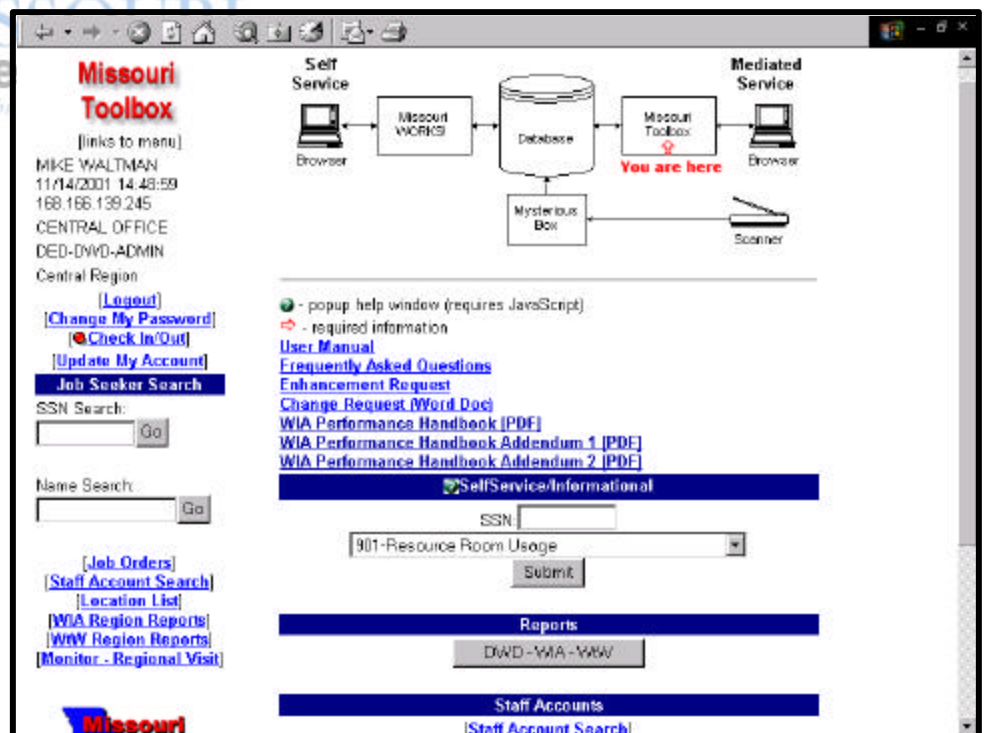 Missouri
Toolbox
[links to menu]
MIKE WALTMAN
11/14/2001 14:48:59
168.166.139.245
CENTRAL OFFICE
DED-DWD-ADMIN
Central Region
[Logout]
[Change My Password]
[Check In/Out]
[Update My Account]
Job Seeker Search
SSN Search:
Go
Name Search:
Go
[Job Orders]
[Staff Account Search]
[Location List]
[WIA Region Reports]
[WtW Region Reports]
[Monitor - Regional Visit]
Missouri
Self
Service
Browser
Missouri
WORKS!
Database
Missouri
Toolbox
You are here
Mediated
Service
Browser
Mysterious
Box
Scanner
- popup help window (requires JavaScript)
- required information
User Manual
Frequently Asked Questions
Enhancement Request
Change Request (Word Doc)
WIA Performance Handbook [PDF]
WIA Performance Handbook Addendum 1 [PDF]
WIA Performance Handbook Addendum 2 [PDF]
SelfService/Informational
SSN:
901-Resource Room Usage
Submit
Reports
DWD - WIA - WtW
Staff Accounts
[Staff Account Search]